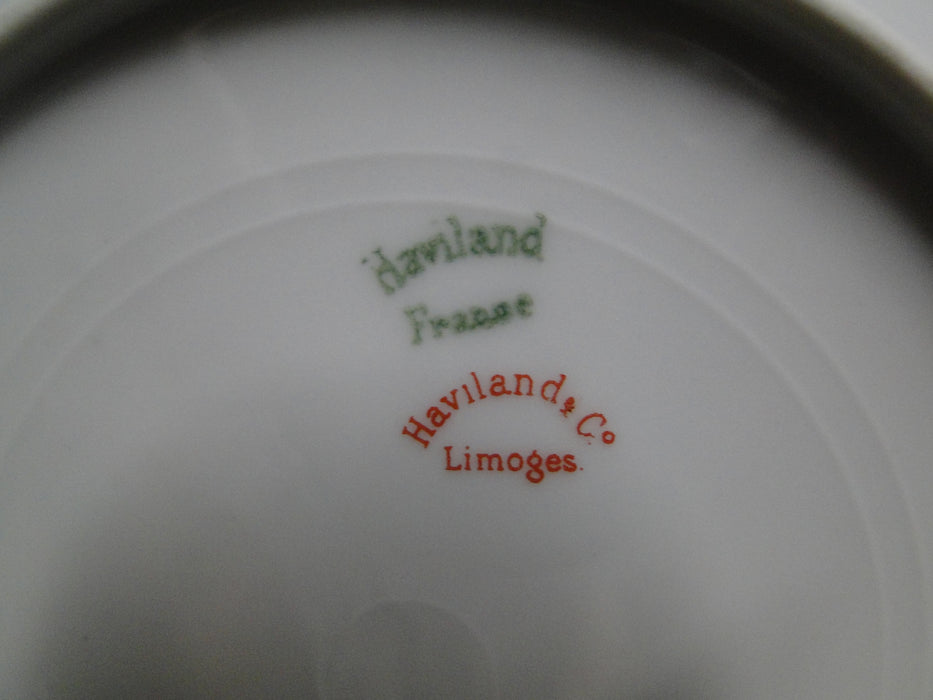 Haviland
France
Haviland & Co
Limoges.